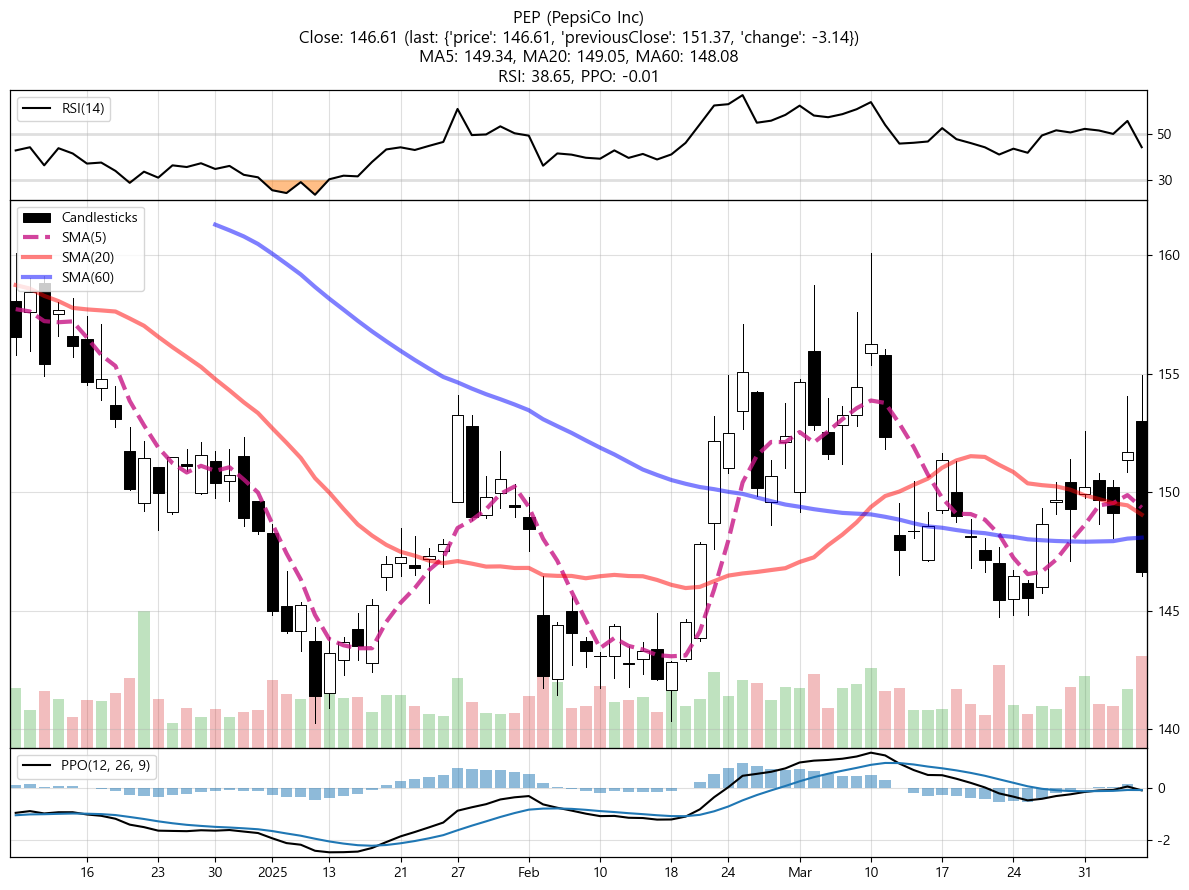 PEP (PepsiCo Inc)
Close: 146.61 (last: {'price': 146.61, 'previousClose': 151.37, 'change': -3.14})
MA5: 149.34, MA20: 149.05, MA60: 148.08
RSI: 38.65, PPO: -0.01
RSI(14)
50
30
Candlesticks
SMA(5)
SMA(20)
SMA(60)
160
155
150
145
140
PPO(12, 26, 9)
0
-2
16 23 30 2025 13 21 27 Feb 10 18 24 Mar 10 17 24 31